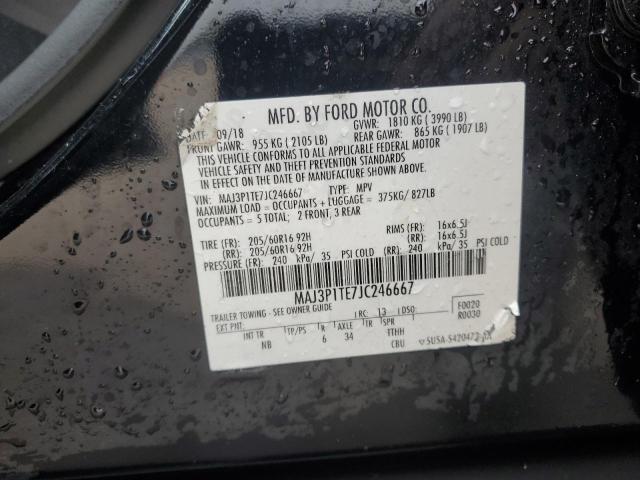 MFD. BY FORD MOTOR CO.
DATE: 09/18 GVWR: 1810 KG ( 3990 LB)
FRONT GAWR: 955 KG ( 2105 LB) REAR GAWR: 865 KG ( 1907 LB)
THIS VEHICLE CONFORMS TO ALL APPLICABLE FEDERAL MOTOR
VEHICLE SAFETY AND THEFT PREVENTION STANDARDS
IN EFFECT ON THE DATE OF MANUFACTURE SHOWN ABOVE.
VIN: MAJ3P1TE7JC246667 TYPE: MPV
MAXIMUM LOAD = OCCUPANTS + LUGGAGE = 375KG/ 827LB
OCCUPANTS = 5 TOTAL; 2 FRONT, 3 REAR
TIRE (FR): 205/60R16 92H RIMS (FR): 16x6.5J
(RR): 205/60R16 92H (RR): 16x6.5J
PRESSURE (FR): 240 kPa/ 35 PSI COLD (RR): 240 kPa/ 35 PSI COLD
MAJ3P1TE7JC246667
TRAILER TOWING - SEE OWNER GUIDE
EXT PNT: RC: 13 DSO: F0020
R0030
INT TR TP/PS R AXLE TR SPR
NB 6 34 TTHH
CBU